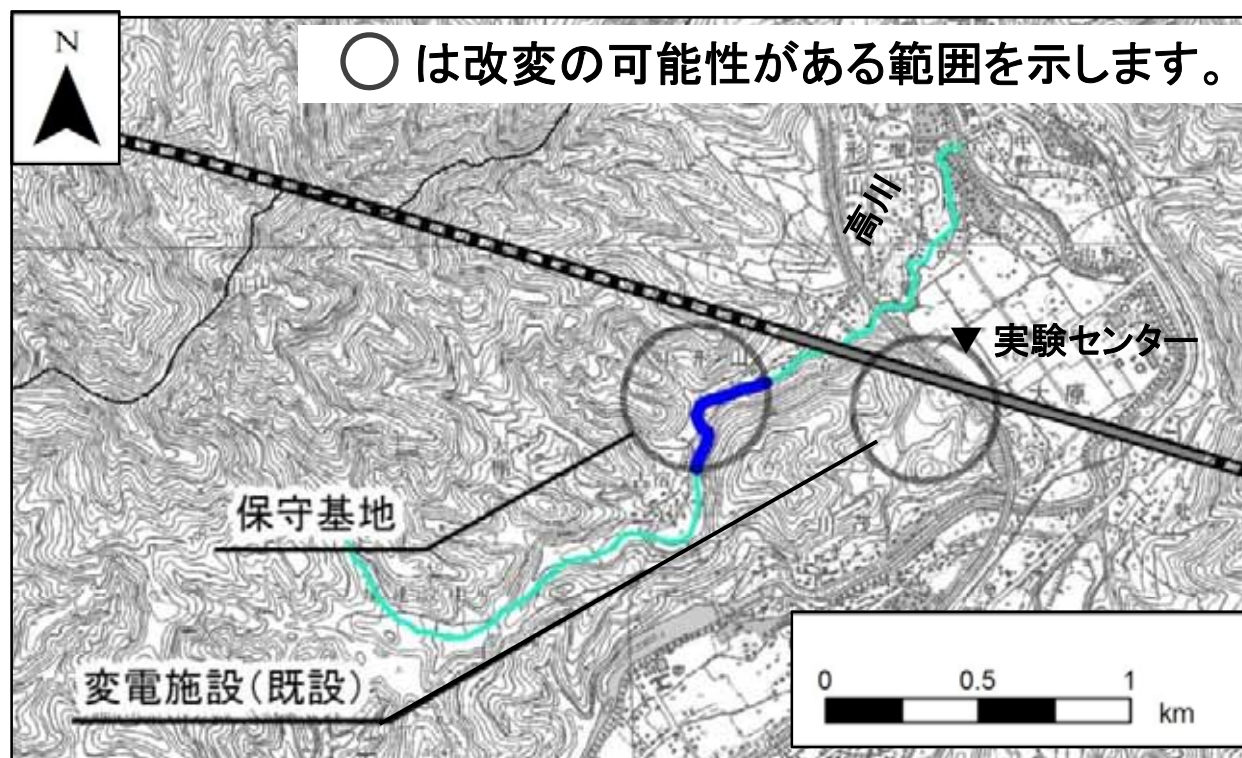 N
○は改変の可能性がある範囲を示します。
高川
▼ 実験センター
大原
保守基地
変電施設(既設)
0 0.5 1
km